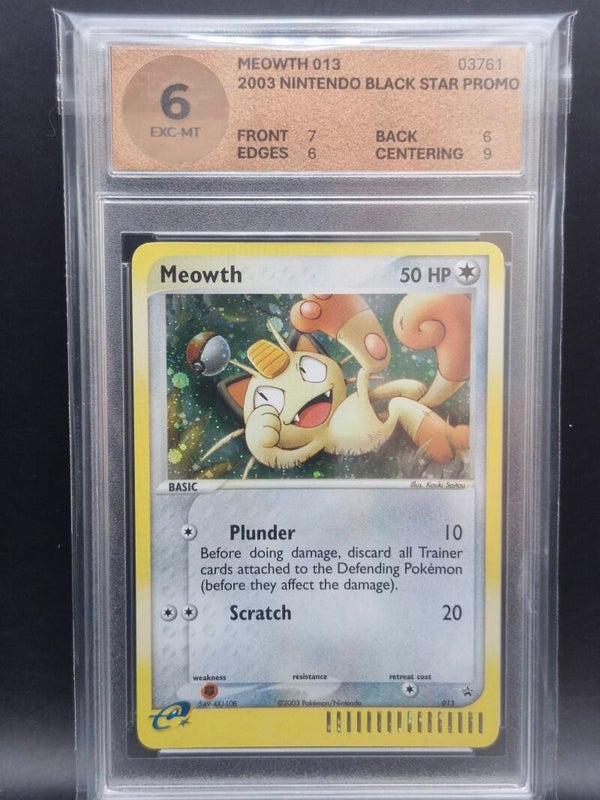 MEOWTH 013 03761
2003 NINTENDO BLACK STAR PROMO
6
EXC-MT
FRONT 7 BACK 6
EDGES 6 CENTERING 9
Meowth 50 HP
BASIC
Illus. Kouki Saitou
Plunder 10
Before doing damage, discard all Trainer
cards attached to the Defending Pokémon
(before they affect the damage).
Scratch 20
weakness resistance retreat cost
©2003 Pokémon/Nintendo 013
e